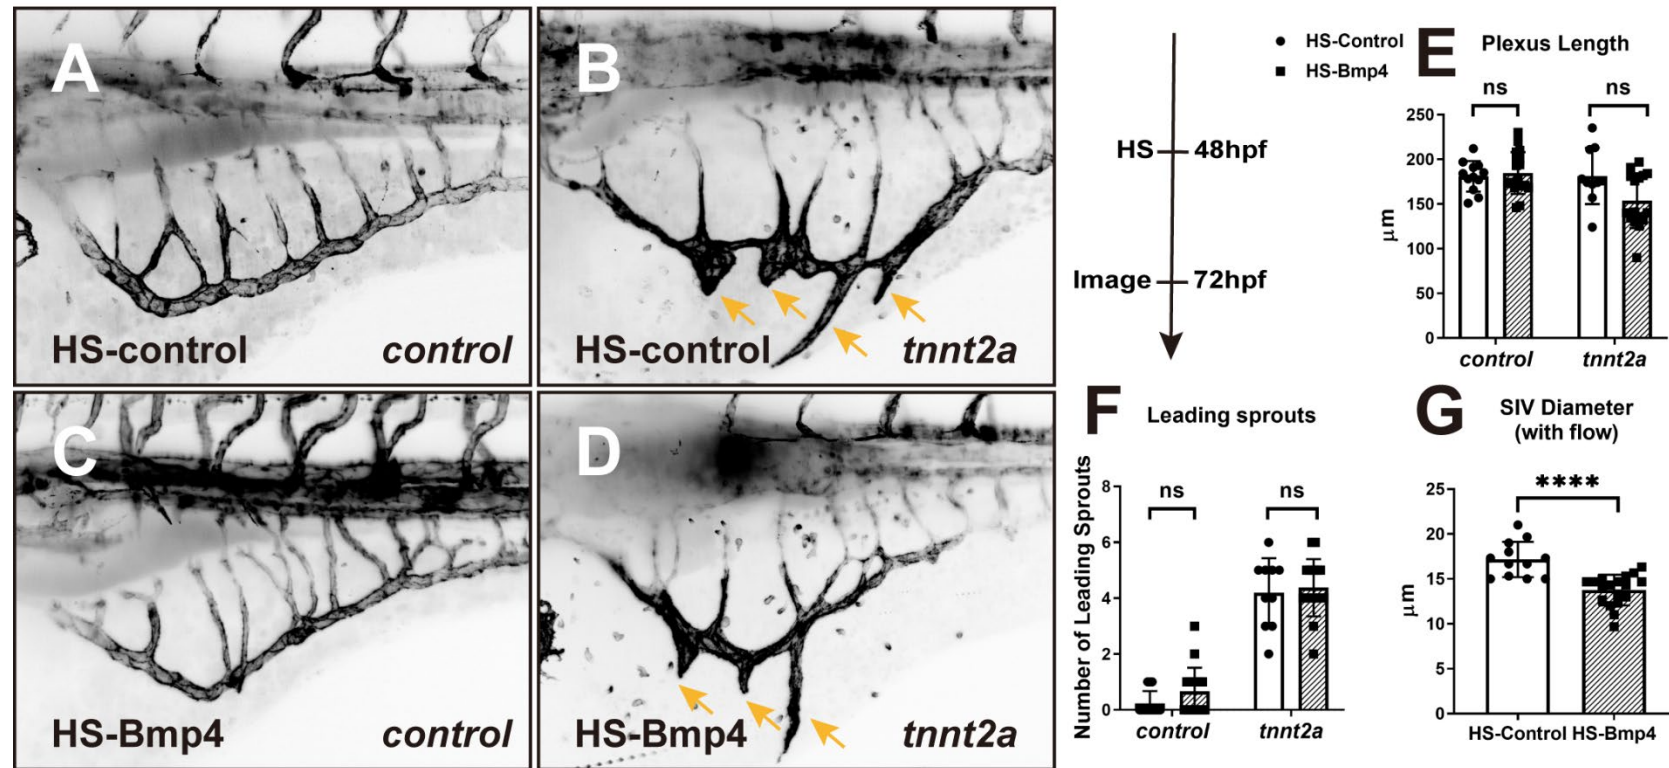 A
HS-control control
B
HS-control tnnt2a
C
HS-Bmp4 control
D
HS-Bmp4 tnnt2a
HS 48hpf
Image 72hpf
HS-Control
HS-Bmp4
E
Plexus Length
ns ns
250
200
150
100
50
0
μm
control tnnt2a
F
Leading sprouts
Number of Leading Sprouts
ns ns
8
6
4
2
0
control tnnt2a
G
SIV Diameter
(with flow)
****
25
20
15
10
5
0
μm
HS-Control HS-Bmp4